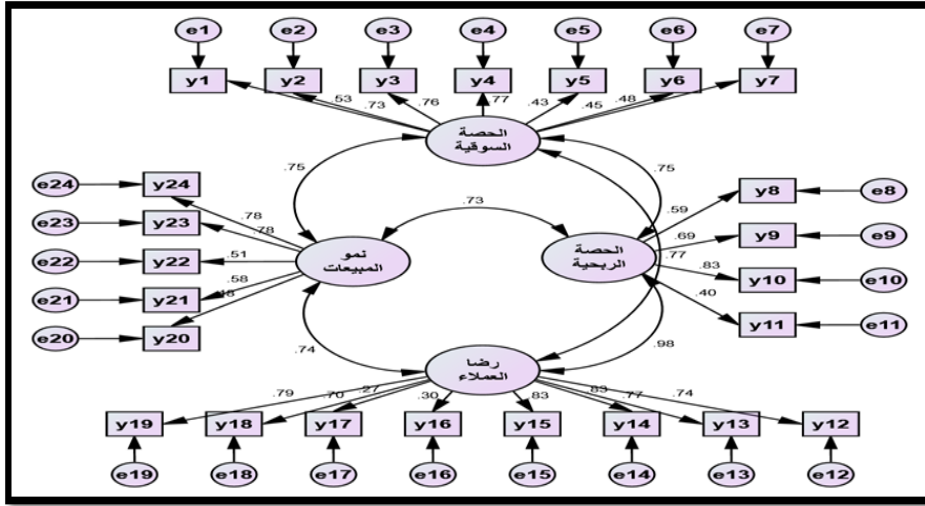 e1 e2 e3 e4 e5 e6 e7
y1 y2 y3 y4 y5 y6 y7
.53 .73 .76 .77 .43 .45 .48
الحصة
السوقية
.75 .75
e24 y24 y8 e8
.78 .73 .59
e23 y23 .78 y9 e9
.69
نمو
المبيعات
الحصة
الربحية
.77
e22 y22 .51
.83 y10 e10
e21 y21 .58
.40 y11 e11
e20 y20
.74 .98
رضا
العملاء
.79 .70 .27 .30 .83 .83 .77 .74
y19 y18 y17 y16 y15 y14 y13 y12
e19 e18 e17 e16 e15 e14 e13 e12